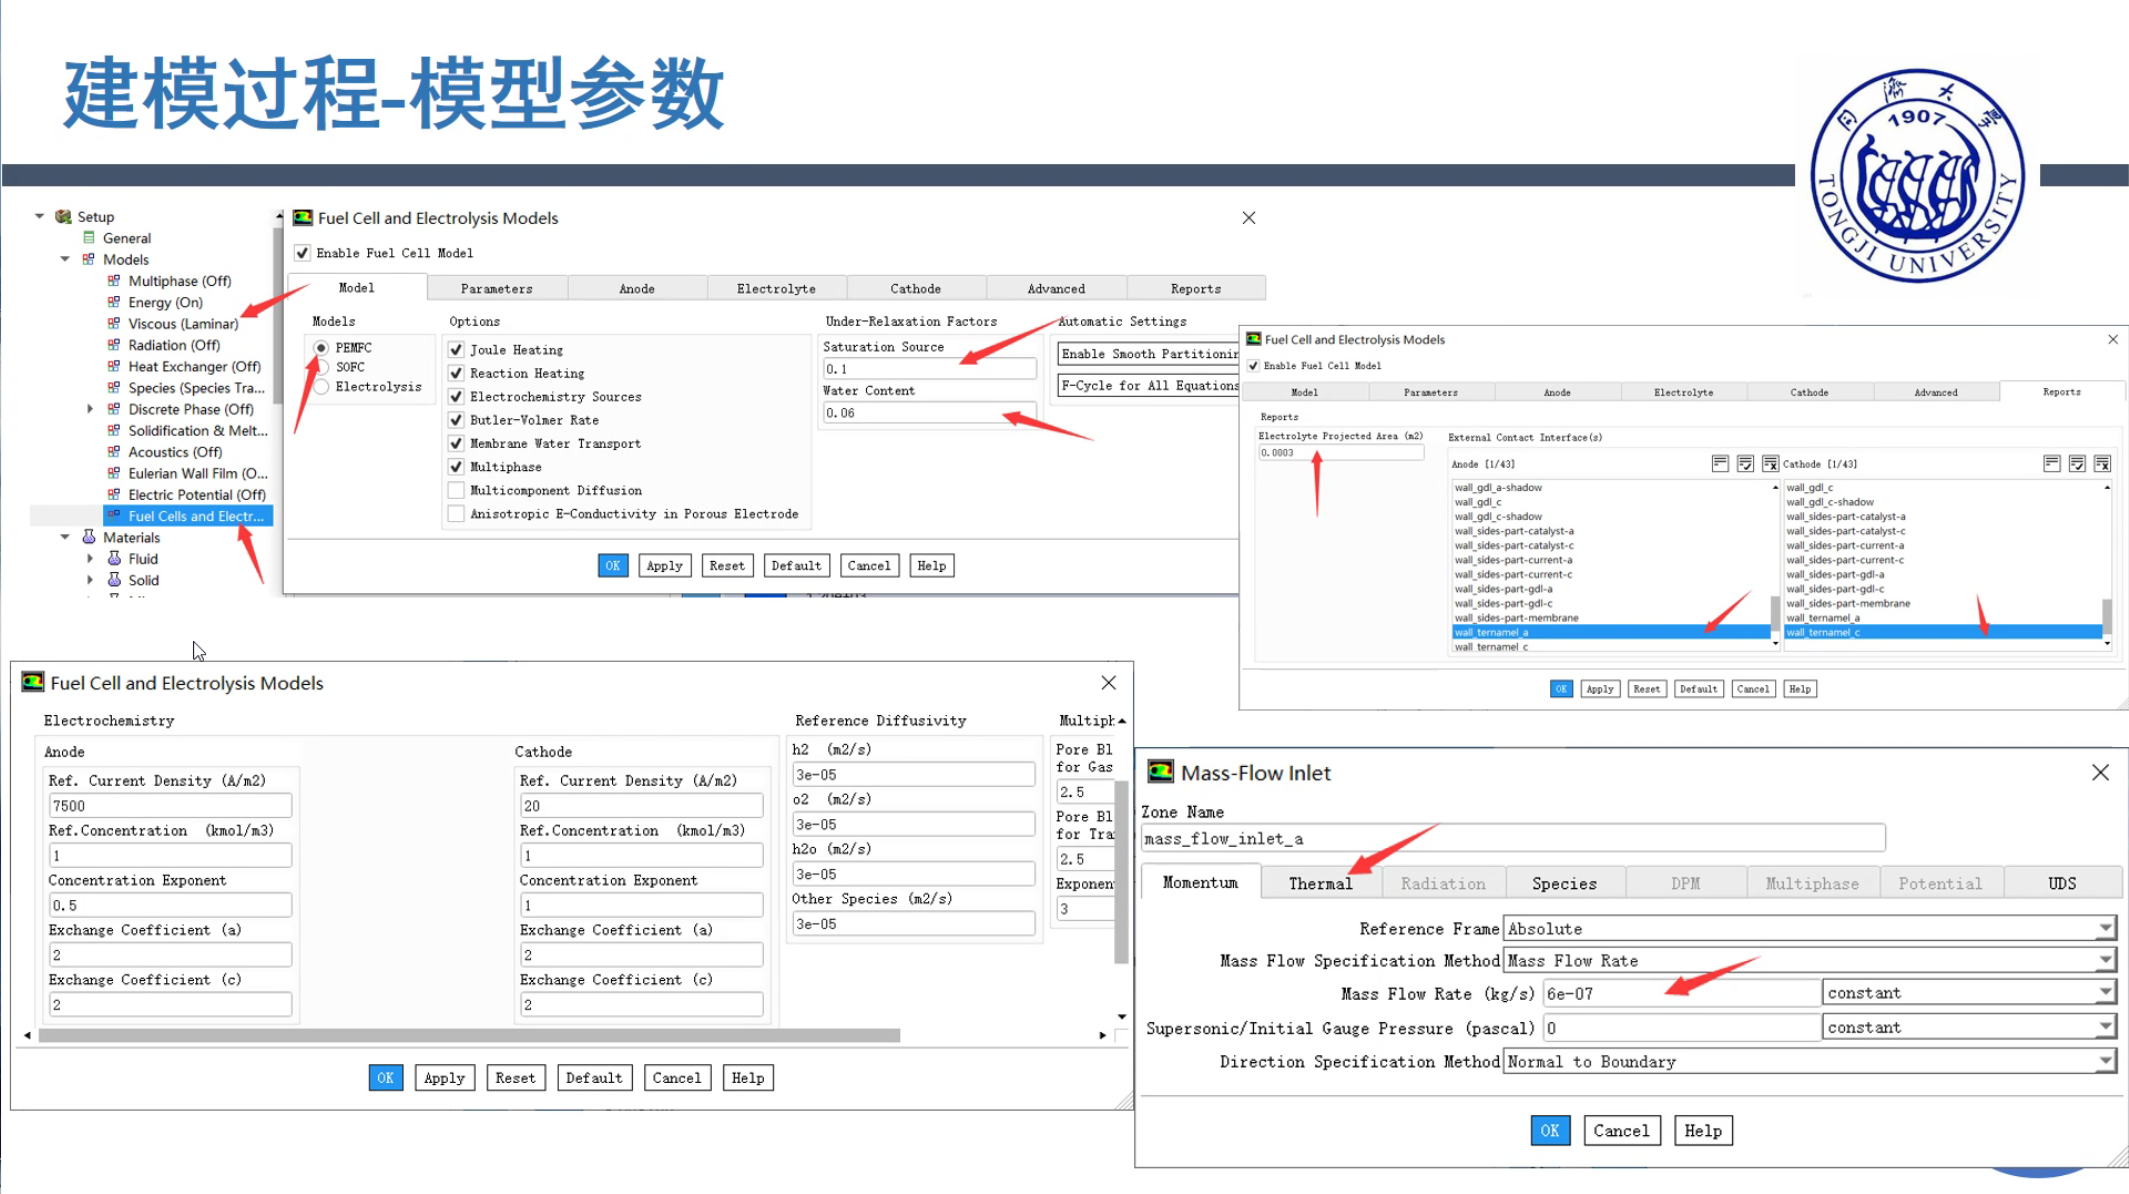 建模过程-模型参数
同济大学
1907
TONGJI UNIVERSITY
Setup
General
Models
Multiphase (Off)
Energy (On)
Viscous (Laminar)
Radiation (Off)
Heat Exchanger (Off)
Species (Species Tra...
Discrete Phase (Off)
Solidification & Melt...
Acoustics (Off)
Eulerian Wall Film (O...
Electric Potential (Off)
Fuel Cells and Electr...
Materials
Fluid
Solid
Fuel Cell and Electrolysis Models
Enable Fuel Cell Model
Model Parameters Anode Electrolyte Cathode Advanced Reports
Models
PEMFC
SOFC
Electrolysis
Options
Joule Heating
Reaction Heating
Electrochemistry Sources
Butler-Volmer Rate
Membrane Water Transport
Multiphase
Multicomponent Diffusion
Anisotropic E-Conductivity in Porous Electrode
Under-Relaxation Factors
Saturation Source
0.1
Water Content
0.06
Automatic Settings
Enable Smooth Partitionin
F-Cycle for All Equations
OK Apply Reset Default Cancel Help
Fuel Cell and Electrolysis Models
Enable Fuel Cell Model
Model Parameters Anode Electrolyte Cathode Advanced Reports
Reports
Electrolyte Projected Area (m2)
0.0003
External Contact Interface(s)
Anode [1/43]
wall_gdl_a-shadow
wall_gdl_c
wall_gdl_c-shadow
wall_sides-part-catalyst-a
wall_sides-part-catalyst-c
wall_sides-part-current-a
wall_sides-part-current-c
wall_sides-part-gdl-a
wall_sides-part-gdl-c
wall_sides-part-membrane
wall_ternamel_a
wall_ternamel_c
Cathode [1/43]
wall_gdl_c
wall_gdl_c-shadow
wall_sides-part-catalyst-a
wall_sides-part-catalyst-c
wall_sides-part-current-a
wall_sides-part-current-c
wall_sides-part-gdl-a
wall_sides-part-gdl-c
wall_sides-part-membrane
wall_ternamel_a
wall_ternamel_c
OK Apply Reset Default Cancel Help
Fuel Cell and Electrolysis Models
Electrochemistry
Anode
Ref. Current Density (A/m2)
7500
Ref.Concentration (kmol/m3)
1
Concentration Exponent
0.5
Exchange Coefficient (a)
2
Exchange Coefficient (c)
2
Cathode
Ref. Current Density (A/m2)
20
Ref.Concentration (kmol/m3)
1
Concentration Exponent
1
Exchange Coefficient (a)
2
Exchange Coefficient (c)
2
Reference Diffusivity
h2 (m2/s)
3e-05
o2 (m2/s)
3e-05
h2o (m2/s)
3e-05
Other Species (m2/s)
3e-05
Multiph
Pore Bl
for Gas
2.5
Pore Bl
for Tra
2.5
Exponen
3
OK Apply Reset Default Cancel Help
Mass-Flow Inlet
Zone Name
mass_flow_inlet_a
Momentum Thermal Radiation Species DPM Multiphase Potential UDS
Reference Frame Absolute
Mass Flow Specification Method Mass Flow Rate
Mass Flow Rate (kg/s) 6e-07 constant
Supersonic/Initial Gauge Pressure (pascal) 0 constant
Direction Specification Method Normal to Boundary
OK Cancel Help